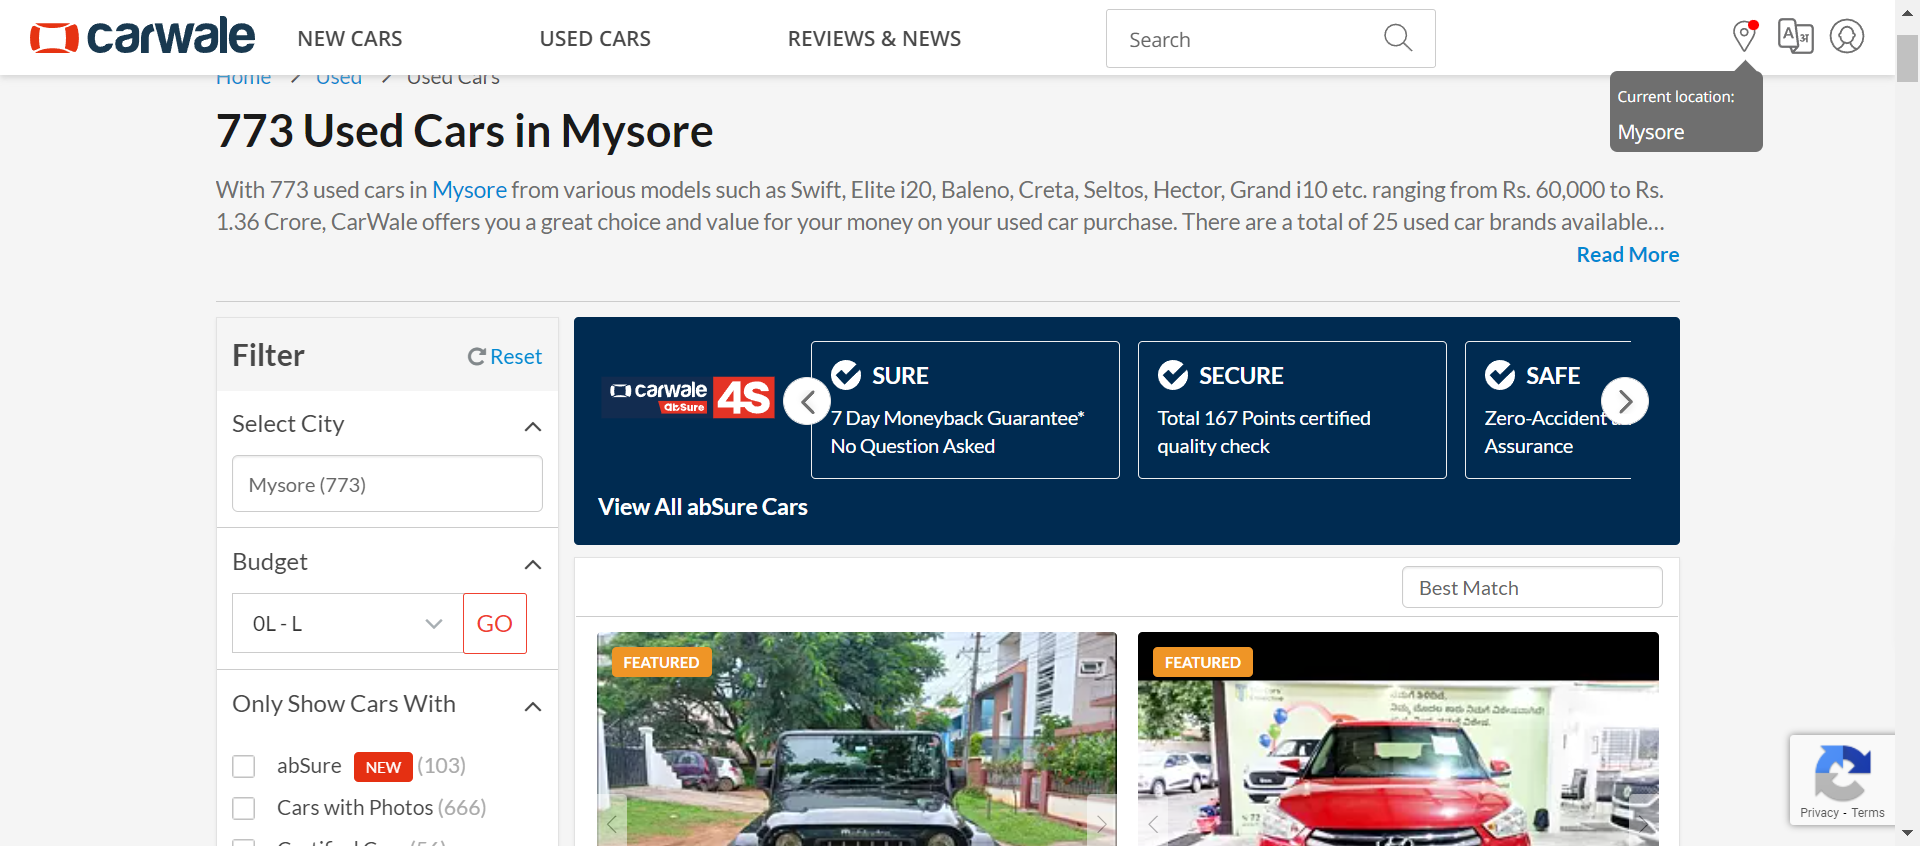 carwale NEW CARS USED CARS REVIEWS & NEWS Search
Home / Used / Used Cars
Current location:
Mysore
773 Used Cars in Mysore
With 773 used cars in Mysore from various models such as Swift, Elite i20, Baleno, Creta, Seltos, Hector, Grand i10 etc. ranging from Rs. 60,000 to Rs.
1.36 Crore, CarWale offers you a great choice and value for your money on your used car purchase. There are a total of 25 used car brands available...
Read More
Filter
Reset
Select City
Mysore (773)
Budget
0L - L
GO
Only Show Cars With
abSure NEW (103)
Cars with Photos (666)
carwale
abSure
4S
SURE
7 Day Moneyback Guarantee*
No Question Asked
SECURE
Total 167 Points certified
quality check
SAFE
Zero-Accident
Assurance
View All abSure Cars
Best Match
FEATURED
Mahindra
FEATURED
Privacy - Terms